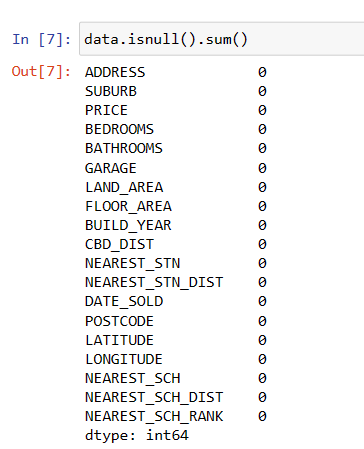 In [7]: data.isnull().sum()
Out[7]: ADDRESS 0
SUBURB 0
PRICE 0
BEDROOMS 0
BATHROOMS 0
GARAGE 0
LAND_AREA 0
FLOOR_AREA 0
BUILD_YEAR 0
CBD_DIST 0
NEAREST_STN 0
NEAREST_STN_DIST 0
DATE_SOLD 0
POSTCODE 0
LATITUDE 0
LONGITUDE 0
NEAREST_SCH 0
NEAREST_SCH_DIST 0
NEAREST_SCH_RANK 0
dtype: int64